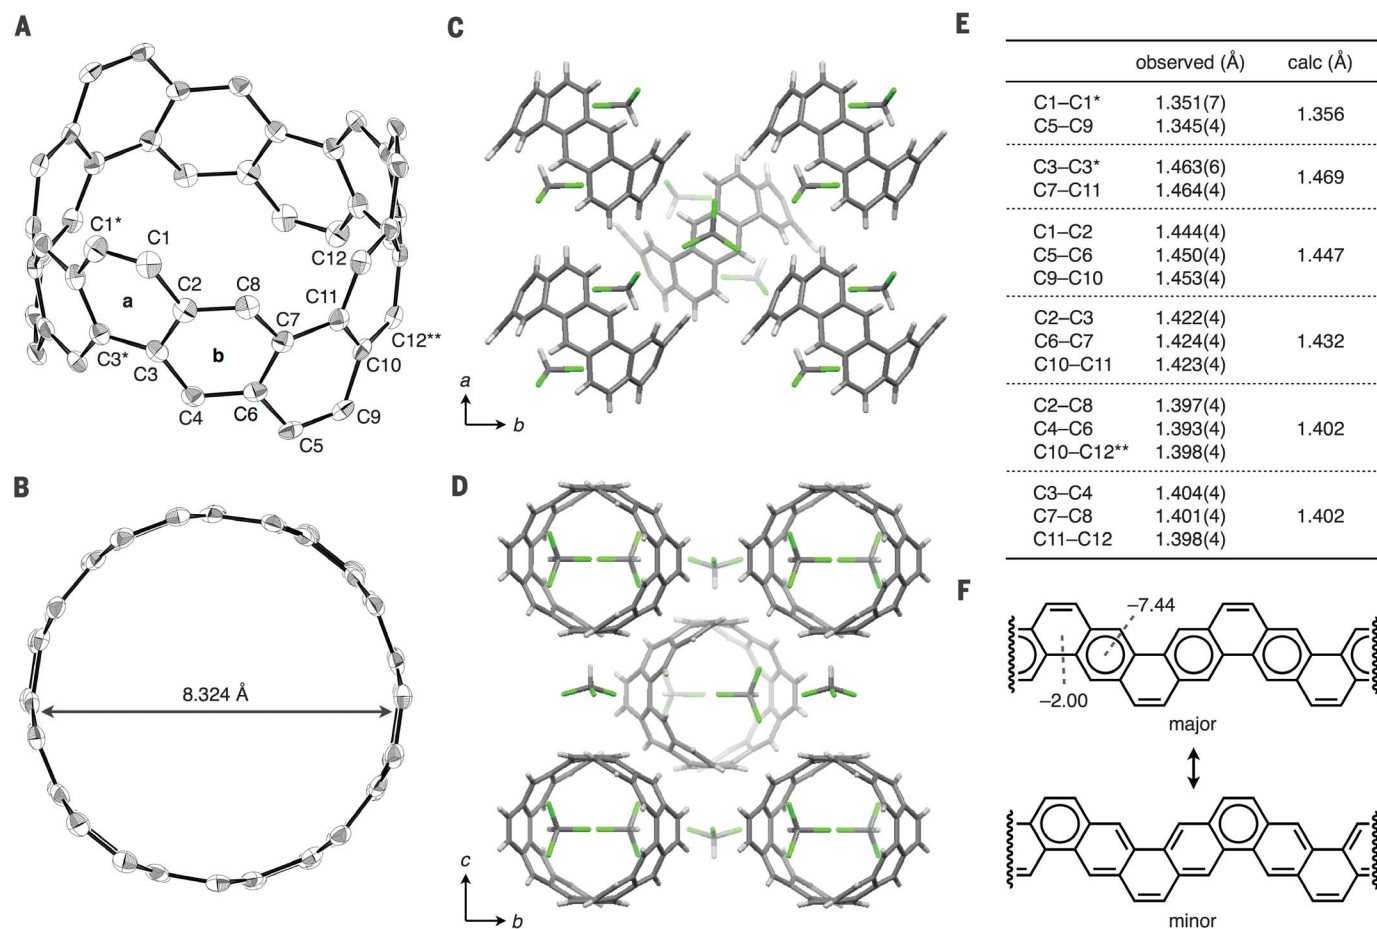 A
C1*
C1
C12
a
C2
C8
C11
C7
C12**
b
C3*
C3
C10
C4
C6
C9
C5
B
8.324 Å
C
a
b
D
c
b
E
observed (Å) calc (Å)
C1–C1* 1.351(7) 1.356
C5–C9 1.345(4)
C3–C3* 1.463(6) 1.469
C7–C11 1.464(4)
C1–C2 1.444(4)
C5–C6 1.450(4) 1.447
C9–C10 1.453(4)
C2–C3 1.422(4)
C6–C7 1.424(4) 1.432
C10–C11 1.423(4)
C2–C8 1.397(4)
C4–C6 1.393(4) 1.402
C10–C12** 1.398(4)
C3–C4 1.404(4)
C7–C8 1.401(4) 1.402
C11–C12 1.398(4)
F
–7.44
–2.00
major
minor